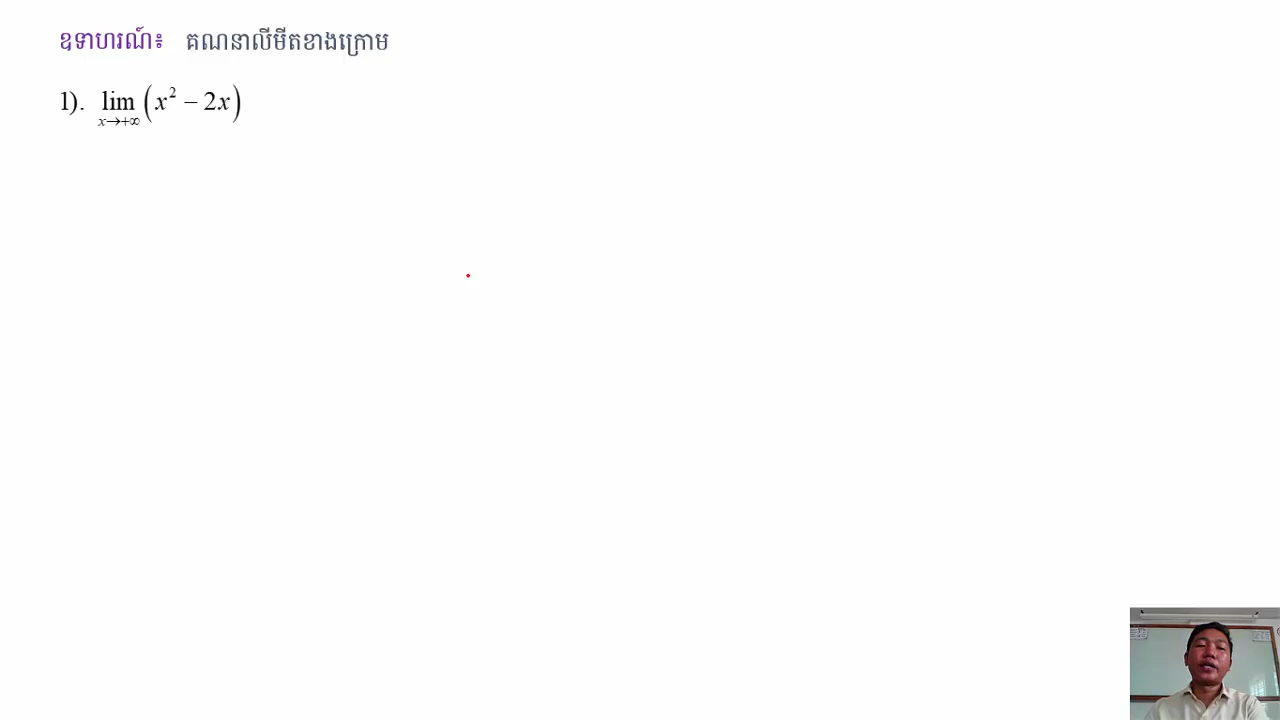 ឧទាហរណ៍៖ គណនាលីមីតខាងក្រោម
1). lim (x² − 2x)
x→+∞